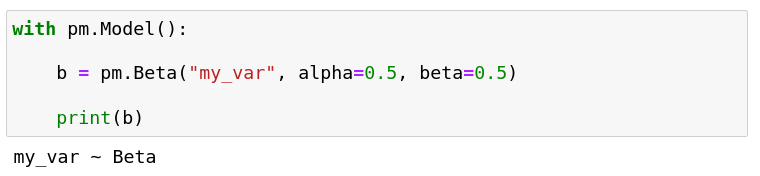 with pm.Model():
    b = pm.Beta("my_var", alpha=0.5, beta=0.5)
    print(b)
my_var ~ Beta